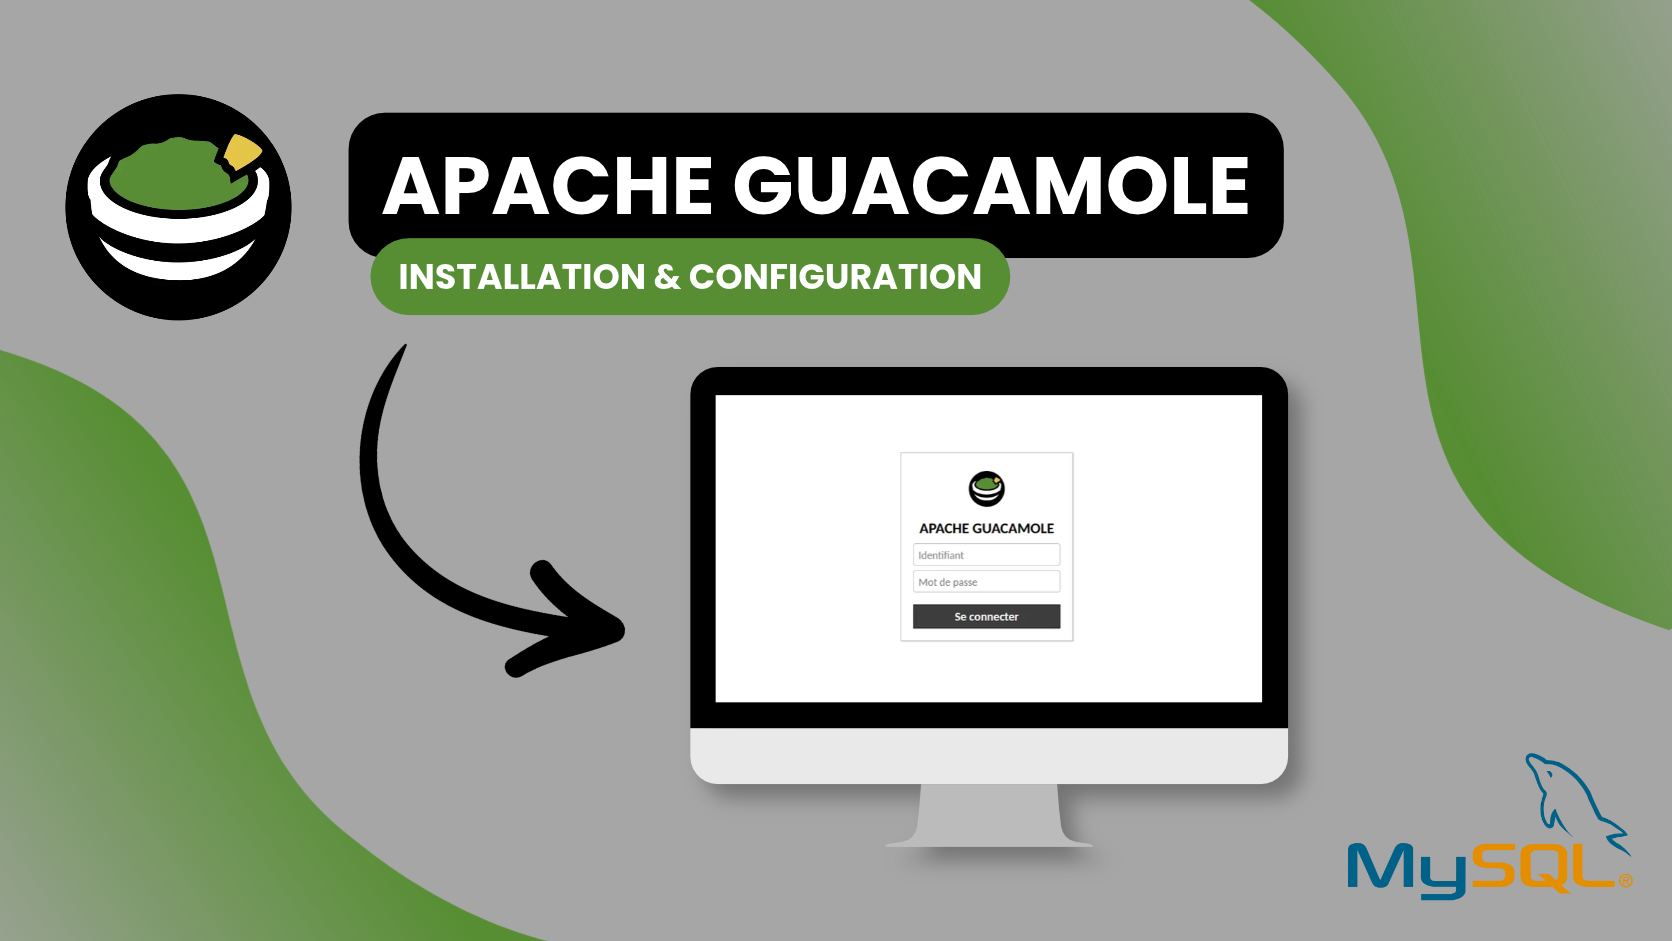 APACHE GUACAMOLE
INSTALLATION & CONFIGURATION
APACHE GUACAMOLE
Identifiant
Mot de passe
Se connecter
MySQL®